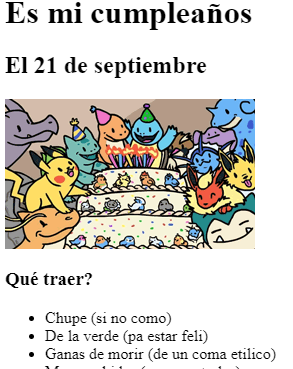 Es mi cumpleaños
El 21 de septiembre
Qué traer?
Chupe (si no como)
De la verde (pa estar feli)
Ganas de morir (de un coma etilico)